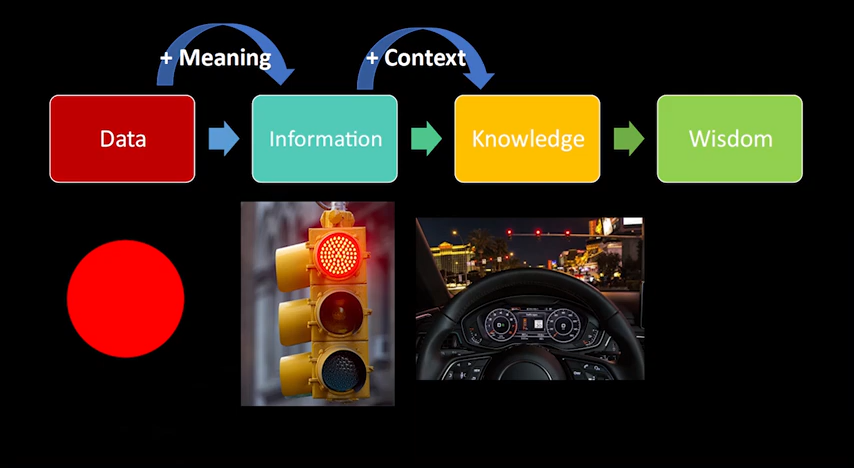 + Meaning
+ Context
Data
Information
Knowledge
Wisdom